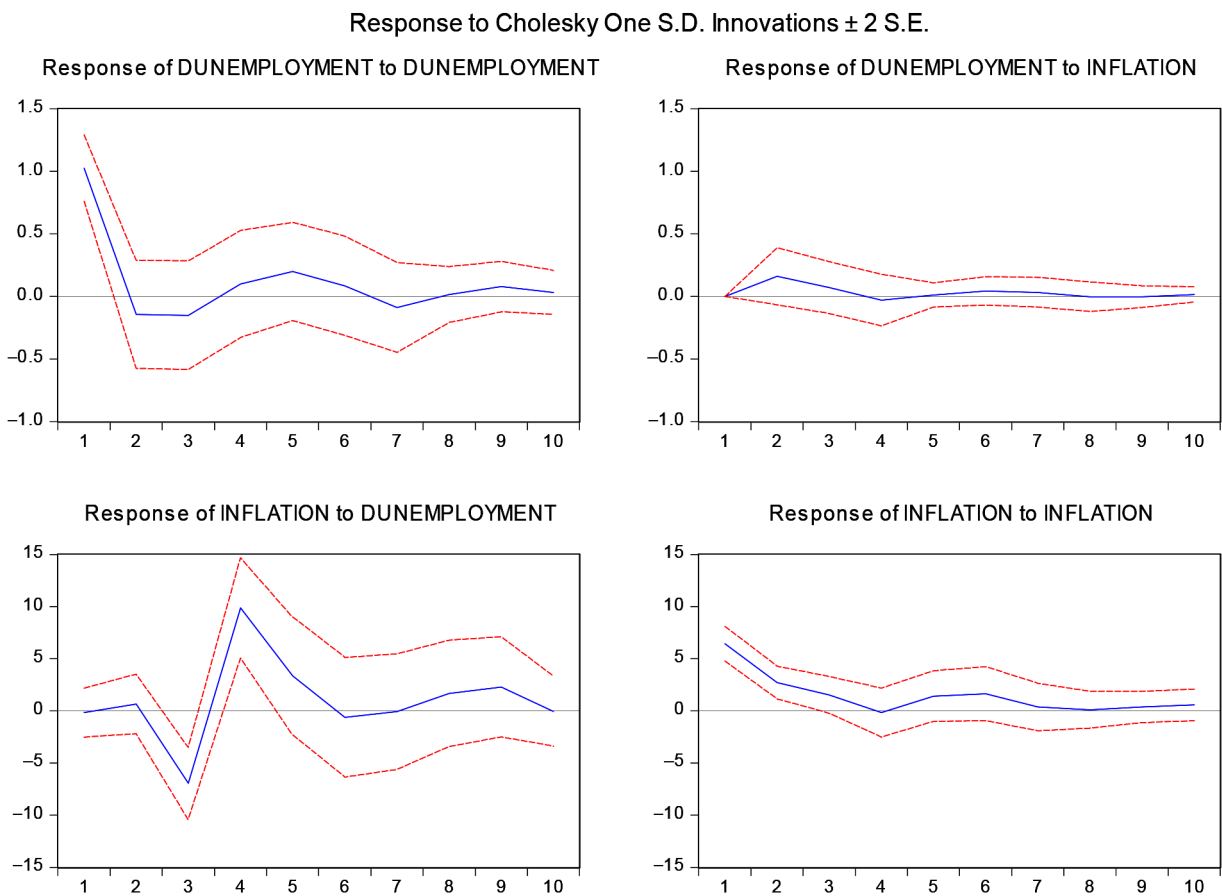 Response to Cholesky One S.D. Innovations ± 2 S.E.
Response of DUNEMPLOYMENT to DUNEMPLOYMENT
1.5
1.0
0.5
0.0
–0.5
–1.0
1 2 3 4 5 6 7 8 9 10
Response of DUNEMPLOYMENT to INFLATION
1.5
1.0
0.5
0.0
–0.5
–1.0
1 2 3 4 5 6 7 8 9 10
Response of INFLATION to DUNEMPLOYMENT
15
10
5
0
–5
–10
–15
1 2 3 4 5 6 7 8 9 10
Response of INFLATION to INFLATION
15
10
5
0
–5
–10
–15
1 2 3 4 5 6 7 8 9 10